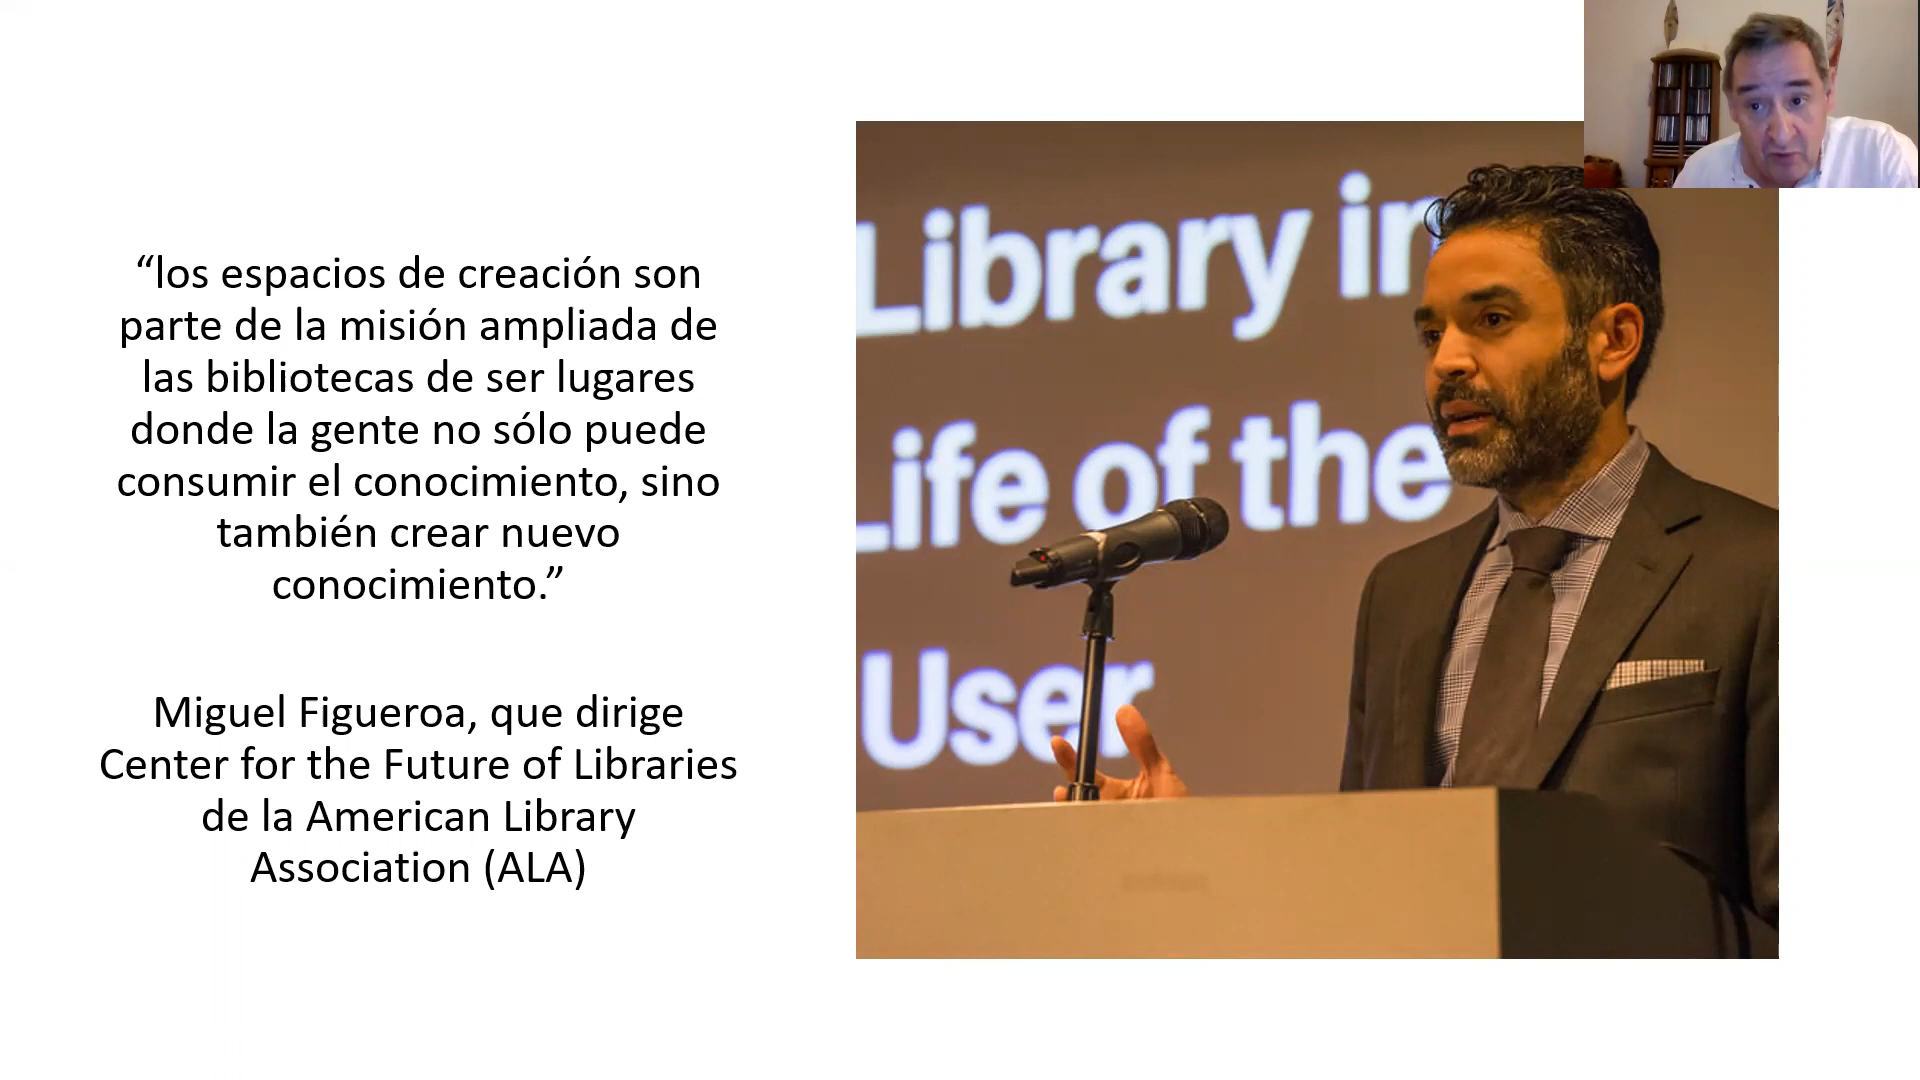 “los espacios de creación son
parte de la misión ampliada de
las bibliotecas de ser lugares
donde la gente no sólo puede
consumir el conocimiento, sino
también crear nuevo
conocimiento.”
Miguel Figueroa, que dirige
Center for the Future of Libraries
de la American Library
Association (ALA)
Library in
Life of the
User